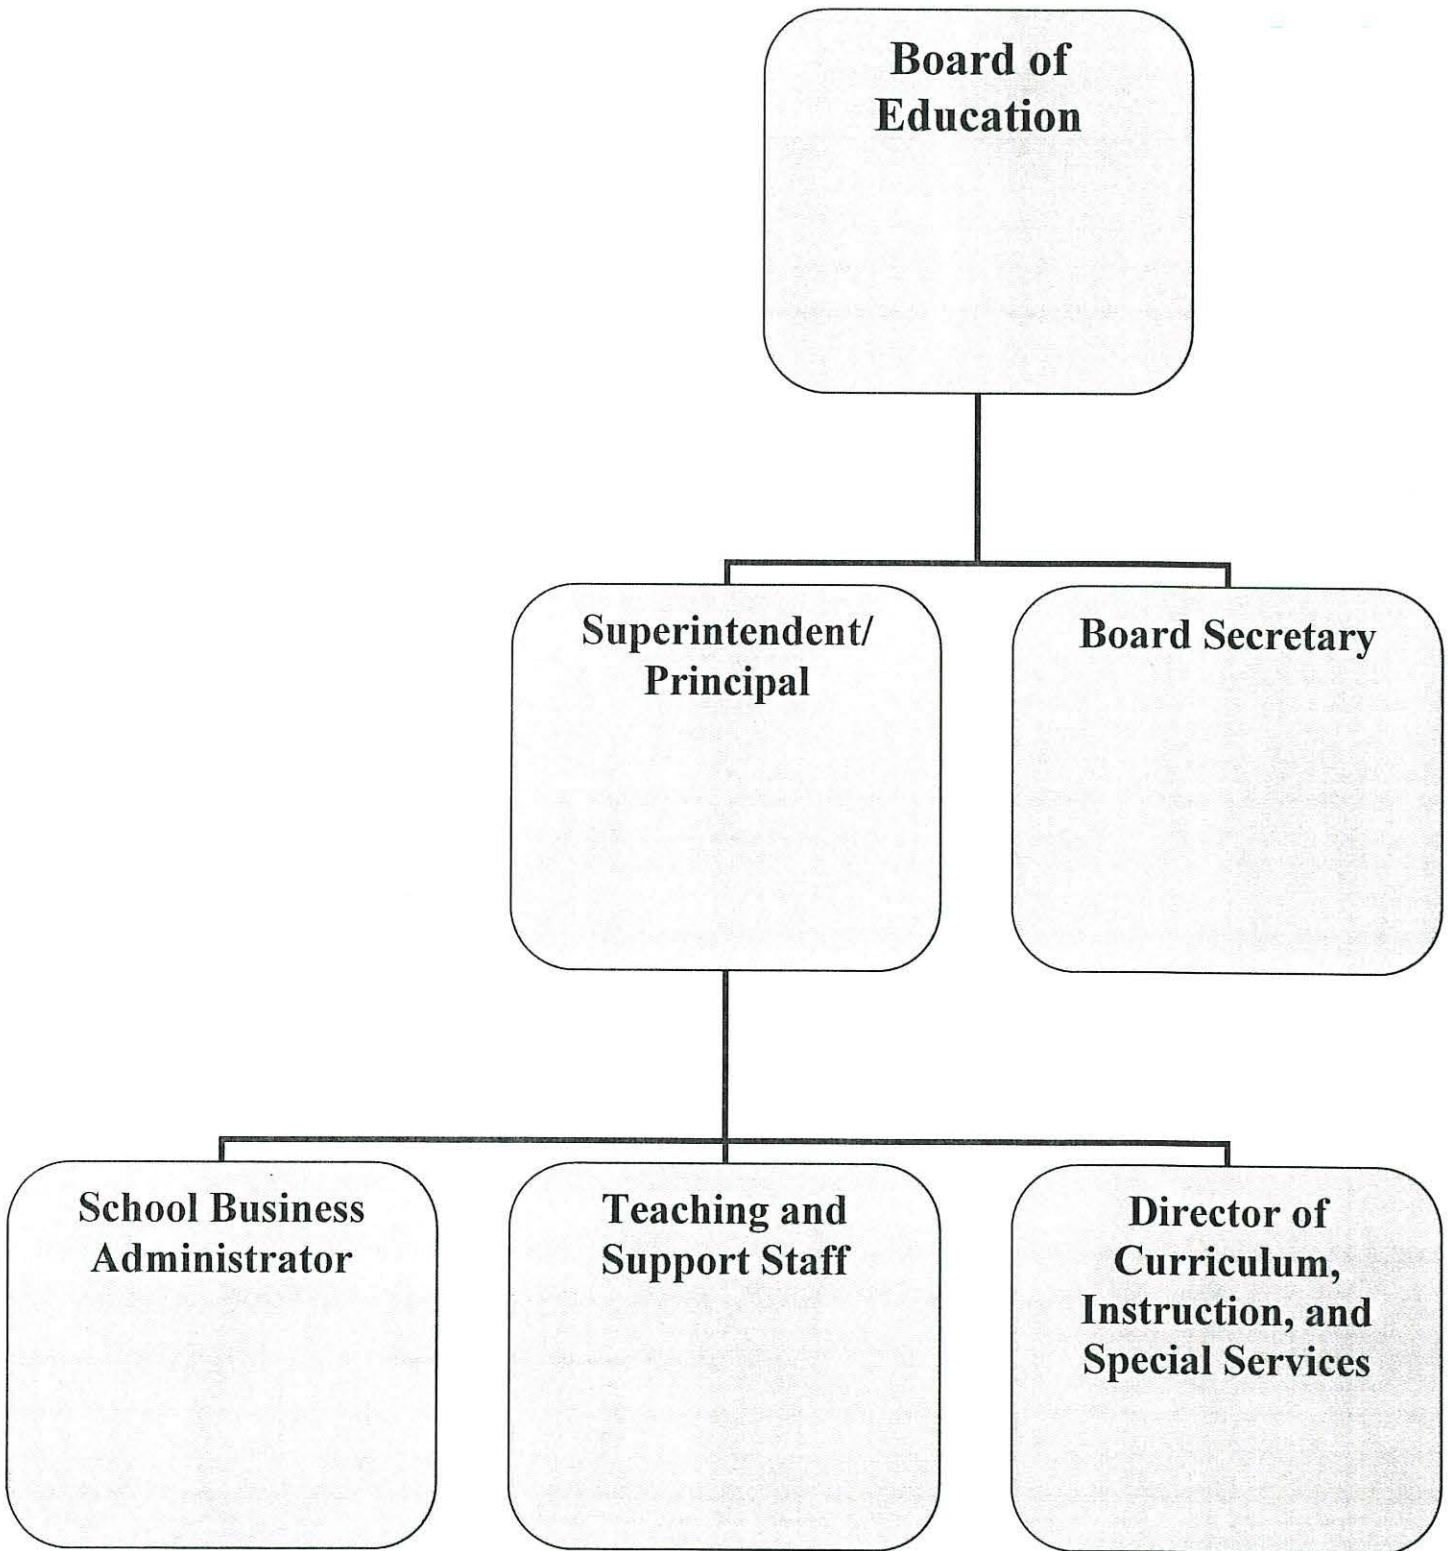 Board of
Education
Superintendent/
Principal
Board Secretary
School Business
Administrator
Teaching and
Support Staff
Director of
Curriculum,
Instruction, and
Special Services